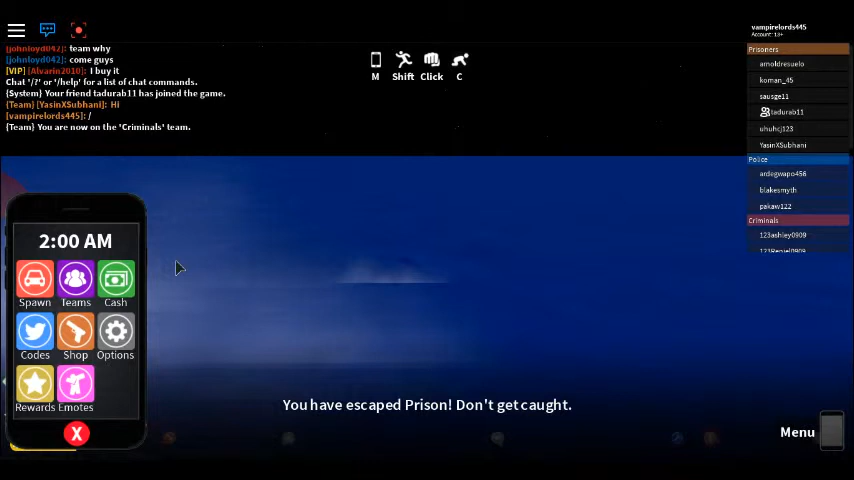 [johnloyd042]: team why
[johnloyd042]: come guys
[VIP] [Alvarin2010]: I buy it
Chat '/?' or '/help' for a list of chat commands.
{System} Your friend tadurab11 has joined the game.
{Team} [YasinXSubhani]: Hi
[vampirelords445]: /
{Team} You are now on the 'Criminals' team.
M Shift Click C
vampirelords445
Account: 13+
Prisoners
arnoldresuelo
koman_45
sausge11
tadurab11
uhuhcj123
YasinXSubhani
Police
ardegwapo456
blakesmyth
pakaw122
Criminals
123ashley0909
2:00 AM
Spawn Teams Cash
Codes Shop Options
Rewards Emotes
X
You have escaped Prison! Don't get caught.
Menu